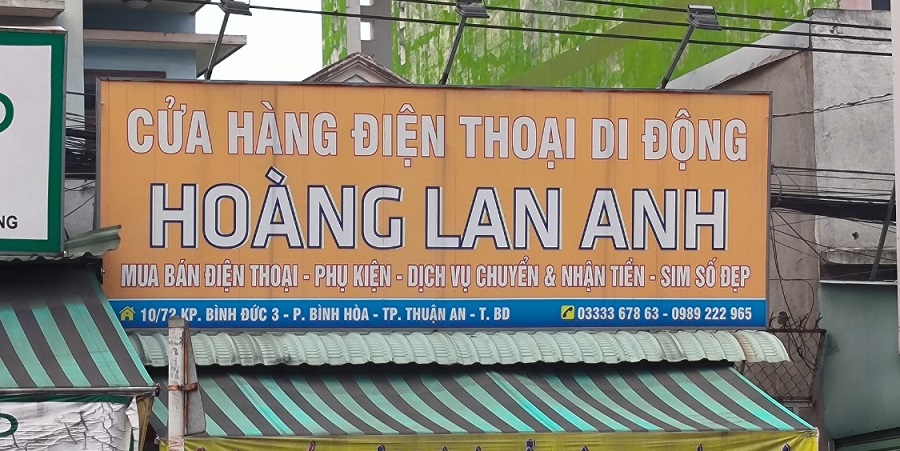 CỬA HÀNG ĐIỆN THOẠI DI ĐỘNG
HOÀNG LAN ANH
MUA BÁN ĐIỆN THOẠI - PHỤ KIỆN - DỊCH VỤ CHUYỂN & NHẬN TIỀN - SIM SỐ ĐẸP
10/72 KP. BÌNH ĐỨC 3 - P. BÌNH HÒA - TP. THUẬN AN - T. BD
03333 678 63 - 0989 222 965